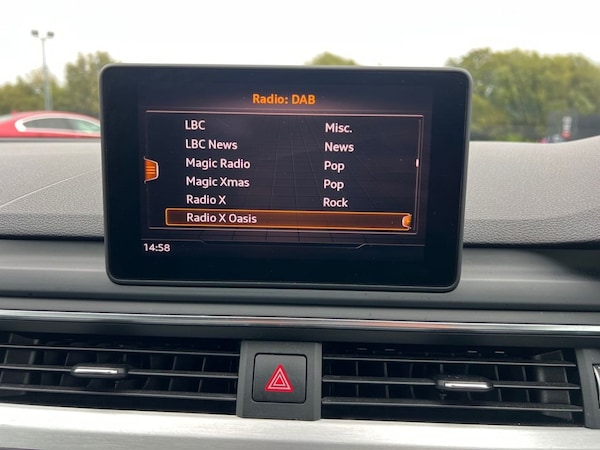 Radio: DAB
LBC Misc.
LBC News News
Magic Radio Pop
Magic Xmas Pop
Radio X Rock
Radio X Oasis
14:58